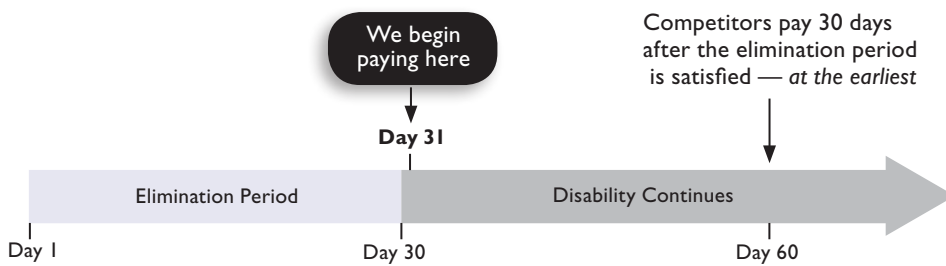 We begin
paying here
Competitors pay 30 days
after the elimination period
is satisfied — at the earliest
Day 31
Elimination Period
Disability Continues
Day 1
Day 30
Day 60